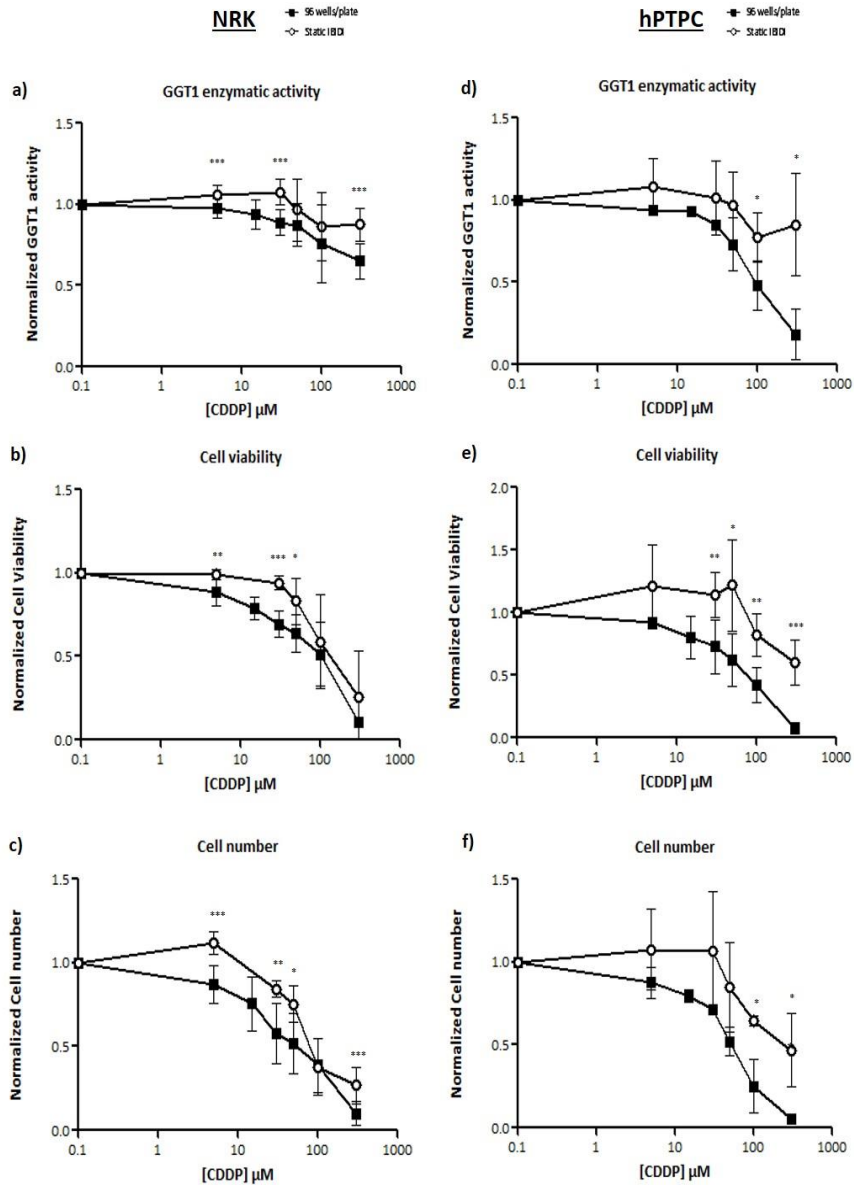 NRK
96 wells/plate
Static IBIDI
hPTPC
96 wells/plate
Static IBIDI
a)
GGT1 enzymatic activity
Normalized GGT1 activity
1.5
1.0
0.5
0.0
*** *** ***
0.1 1 10 100 1000
[CDDP] µM
d)
GGT1 enzymatic activity
Normalized GGT1 activity
1.5
1.0
0.5
0.0
* *
0.1 1 10 100 1000
[CDDP] µM
b)
Cell viability
Normalized Cell Viability
1.5
1.0
0.5
0.0
** *** *
0.1 1 10 100 1000
[CDDP] µM
e)
Cell viability
Normalized Cell Viability
2.0
1.5
1.0
0.5
0.0
** * ** ***
0.1 1 10 100 1000
[CDDP] µM
c)
Cell number
Normalized Cell number
1.5
1.0
0.5
0.0
*** ** * ***
0.1 1 10 100 1000
[CDDP] µM
f)
Cell number
Normalized Cell number
1.5
1.0
0.5
0.0
* *
0.1 1 10 100 1000
[CDDP] µM